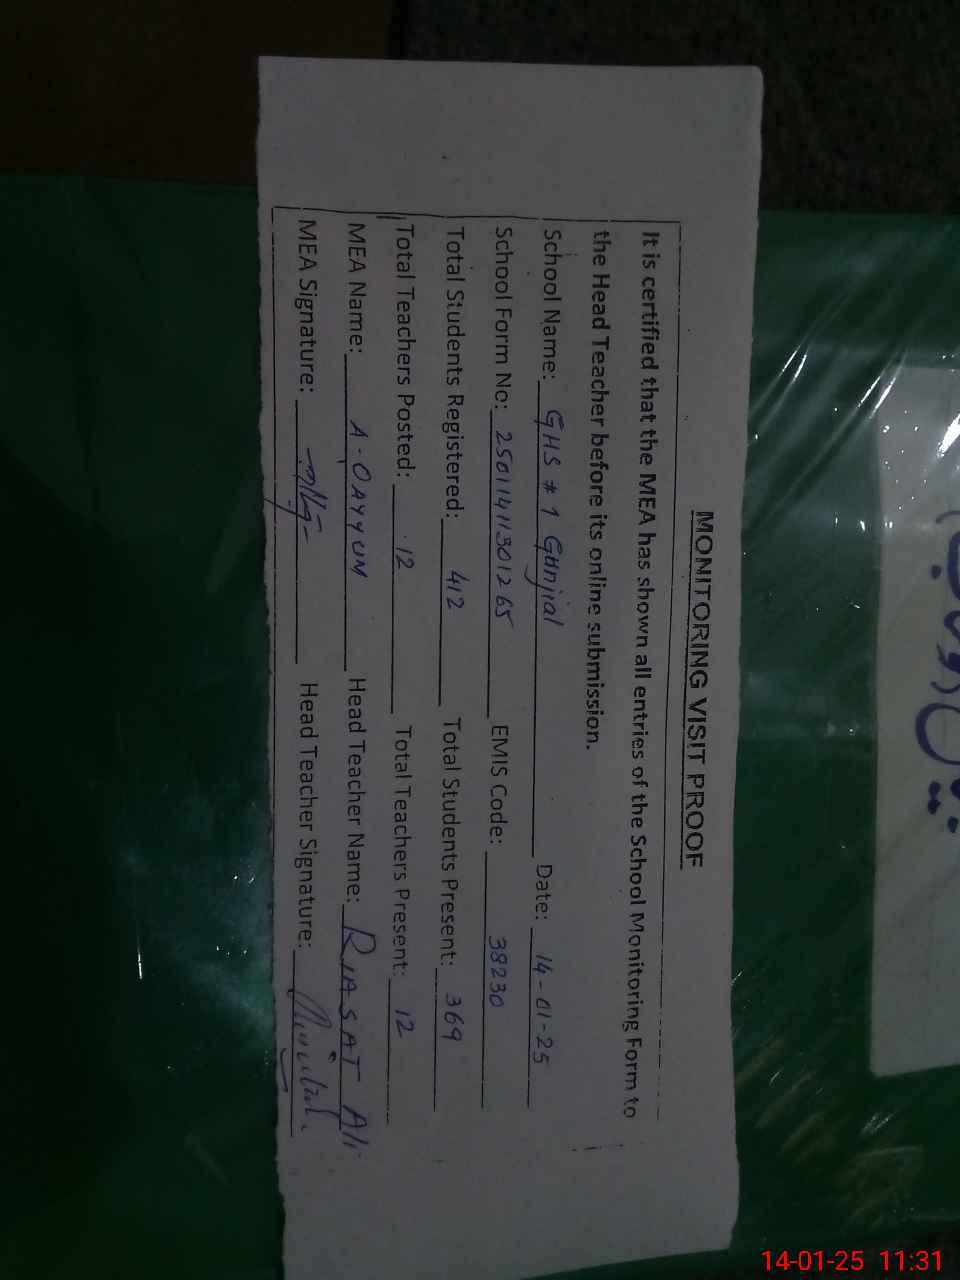 MONITORING VISIT PROOF
It is certified that the MEA has shown all entries of the School Monitoring Form to
the Head Teacher before its online submission.
School Name: GHS # 1 Gunjial Date: 14-01-25
School Form No: EMIS Code: 38230
Total Students Registered: 412 Total Students Present: 369
Total Teachers Posted: 12 Total Teachers Present: 12
MEA Name: A-QAYYUM Head Teacher Name: RIASAT Ali
MEA Signature: Head Teacher Signature:
14-01-25 11:31